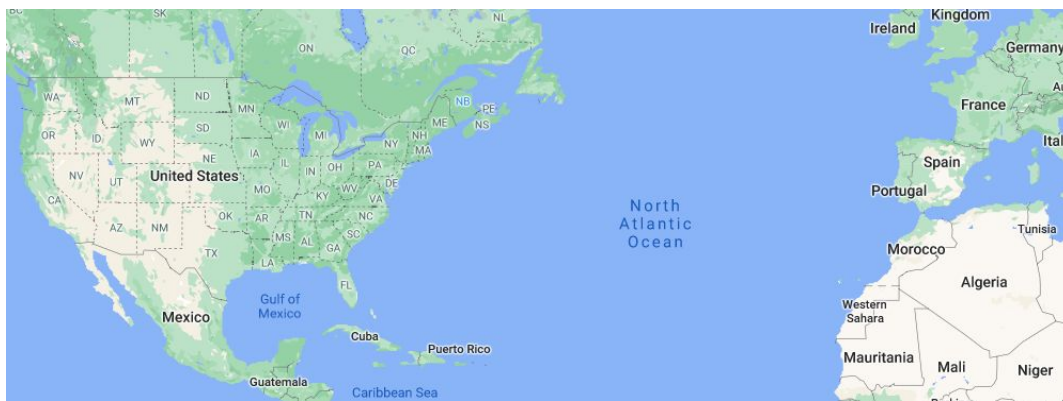 BC
SK
NL
Kingdom
Ireland
ON
QC
Germany
WA
MT
ND
MN
NB
PE
NS
ME
France
OR
ID
WY
SD
WI
MI
NH
MA
NY
Ital
NE
IA
IL
IN
OH
PA
Spain
NV
UT
United States
MO
KY
WV
VA
DE
Portugal
CA
AZ
NM
OK
AR
TN
NC
SC
North
Atlantic
Ocean
TX
LA
MS
AL
GA
Morocco
Tunisia
FL
Algeria
Gulf of
Mexico
Mexico
Western
Sahara
Cuba
Puerto Rico
Mauritania
Mali
Niger
Guatemala
Caribbean Sea